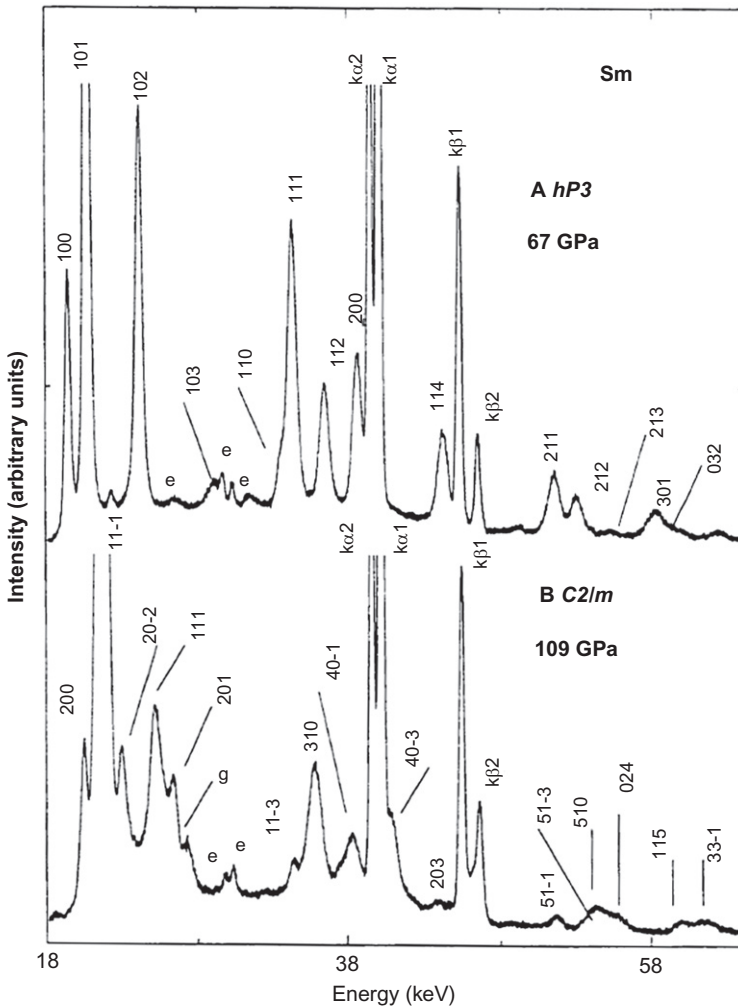 Intensity (arbitrary units)
Sm
A hP3
67 GPa
100
101
102
e
103
e
e
110
111
112
200
kα2
kα1
114
kβ1
kβ2
211
212
213
301
032
B C2/m
109 GPa
200
11-1
20-2
111
201
g
e
e
11-3
310
40-1
kα2
kα1
40-3
203
kβ1
kβ2
51-1
51-3
510
024
115
33-1
18
38
58
Energy (keV)